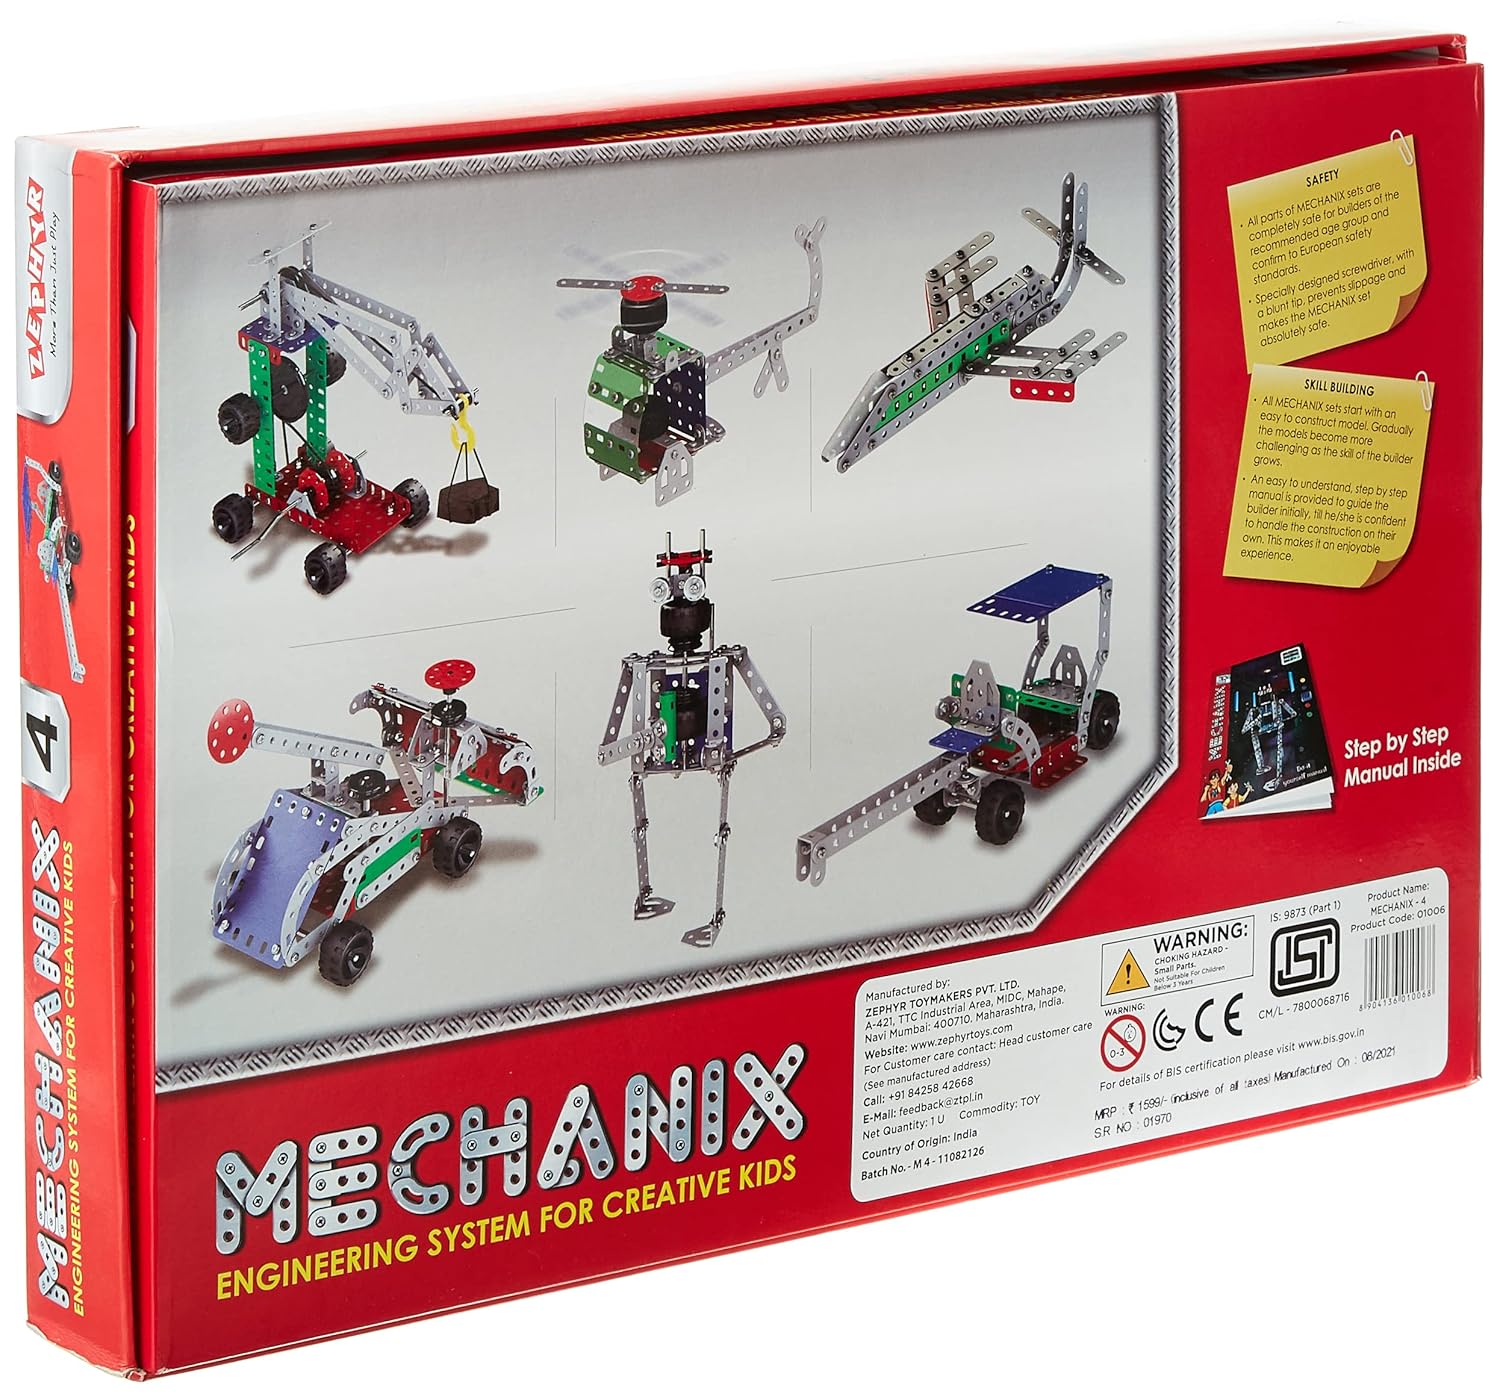 ZEPHYR
More Than Just Play
4
MECHANIX
ENGINEERING SYSTEM FOR CREATIVE KIDS
ENGINEERING SYSTEM FOR CREATIVE KIDS
SAFETY
• All parts of MECHANIX sets are
completely safe for builders of the
recommended age group and
confirm to European safety
standards.
• Specially designed screwdriver, with
a blunt tip, prevents slippage and
makes the MECHANIX set
absolutely safe.
SKILL BUILDING
• All MECHANIX sets start with an
easy to construct model. Gradually
the models become more
challenging as the skill of the builder
grows.
• An easy to understand, step by step
manual is provided to guide the
builder initially, till he/she is confident
to handle the construction on their
own. This makes it an enjoyable
experience.
MECHANIX
Step by Step
Manual Inside
MECHANIX
ENGINEERING SYSTEM FOR CREATIVE KIDS
Manufactured by:
ZEPHYR TOYMAKERS PVT. LTD.
A-421, TTC Industrial Area, MIDC, Mahape,
Navi Mumbai: 400710. Maharashtra, India.
Website: www.zephyrtoys.com
For Customer care contact: Head customer care
(See manufactured address)
Call: +91 84258 42668
E-Mail: feedback@ztpl.in
Net Quantity: 1 U Commodity: TOY
Country of Origin: India
Batch No.- M 4 - 11082126
WARNING:
CHOKING HAZARD -
Small Parts.
Not Suitable For Children
Below 3 Years
WARNING:
0-3
CE
IS: 9873 (Part 1)
ISI
CM/L - 7800068716
Product Name:
MECHANIX - 4
Product Code: 01006
8 904136 010068
For details of BIS certification please visit www.bis.gov.in
MRP : ₹ 1599/- (inclusive of all taxes) Manufactured On : 08/2021
S.R NO : 01970